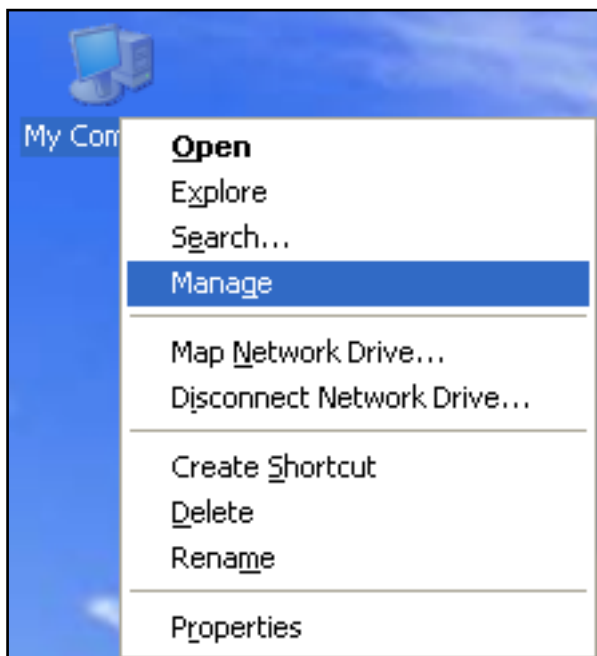 My Com
Open
Explore
Search...
Manage
Map Network Drive...
Disconnect Network Drive...
Create Shortcut
Delete
Rename
Properties